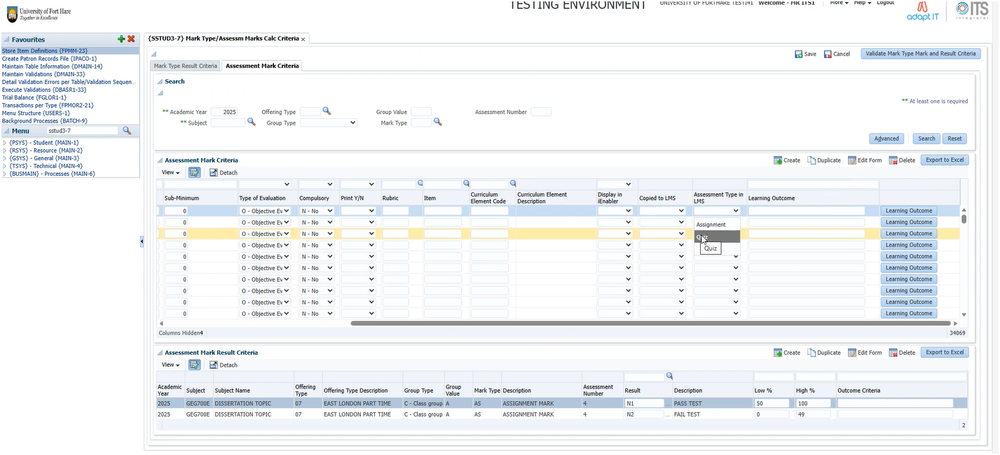 University of Fort Hare
Together in Excellence
TESTING ENVIRONMENT
UNIVERSITY OF FORTHARE TEST141 Welcome - MR ITS1 More Help Logout
adapt IT
ITS
integrator
Favourites
Store Item Definitions {FPMM-23}
Create Patron Records File {IPACO-1}
Maintain Table Information {DMAIN-14}
Maintain Validations {DMAIN-33}
Detail Validation Errors per Table/Validation Sequen...
Execute Validations {DBASR1-33}
Trial Balance {FGLOR1-1}
Transactions per Type {FPMOR2-21}
Menu Structure {USERS-1}
Background Processes {BATCH-9}
Menu sstud3-7
{PSYS} - Student {MAIN-1}
{RSYS} - Resource {MAIN-2}
{GSYS} - General {MAIN-3}
{TSYS} - Technical {MAIN-4}
{BUSMAIN} - Processes {MAIN-6}
{SSTUD3-7} Mark Type/Assessm Marks Calc Criteria x
Save Cancel Validate Mark Type Mark and Result Criteria
Mark Type Result Criteria Assessment Mark Criteria
Search
** At least one is required
** Academic Year 2025 Offering Type Group Value Assessment Number
** Subject Group Type Mark Type
Advanced Search Reset
Assessment Mark Criteria Create Duplicate Edit Form Delete Export to Excel
View Detach
Sub-Minimum Type of Evaluation Compulsory Print Y/N Rubric Item Curriculum Element Code Curriculum Element Description Display in iEnabler Copied to LMS Assessment Type in LMS Learning Outcome
0 O - Objective Ev N - No Learning Outcome
0 O - Objective Ev N - No Assignment Learning Outcome
0 O - Objective Ev N - No Quiz Learning Outcome
0 O - Objective Ev N - No Quiz Learning Outcome
0 O - Objective Ev N - No Learning Outcome
0 O - Objective Ev N - No Learning Outcome
0 O - Objective Ev N - No Learning Outcome
0 O - Objective Ev N - No Learning Outcome
0 O - Objective Ev N - No Learning Outcome
0 O - Objective Ev N - No Learning Outcome
Columns Hidden4 34069
Assessment Mark Result Criteria Create Duplicate Edit Form Delete Export to Excel
View Detach
Academic Year Subject Subject Name Offering Type Offering Type Description Group Type Group Value Mark Type Description Assessment Number Result Description Low % High % Outcome Criteria
2025 GEG700E DISSERTATION TOPIC 07 EAST LONDON PART TIME C - Class group A AS ASSIGNMENT MARK 4 N1 ... PASS TEST 50 100
2025 GEG700E DISSERTATION TOPIC 07 EAST LONDON PART TIME C - Class group A AS ASSIGNMENT MARK 4 N2 ... FAIL TEST 0 49
2